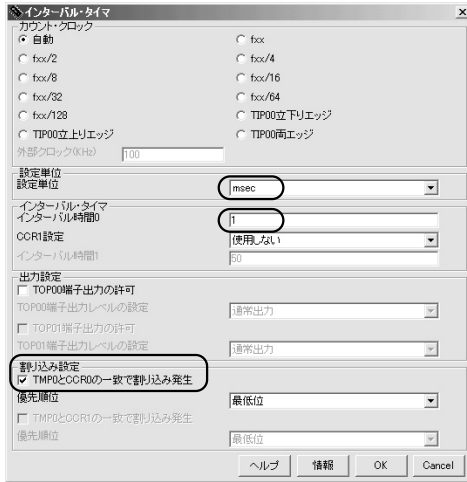 インターバル・タイマ
カウント・クロック
自動 fxx
fxx/2 fxx/4
fxx/8 fxx/16
fxx/32 fxx/64
fxx/128 TIP00立下りエッジ
TIP00立上りエッジ TIP00両エッジ
外部クロック(KHz) 100
設定単位
設定単位 msec
インターバル・タイマ
インターバル時間0 1
CCR1設定 使用しない
インターバル時間1 50
出力設定
TOP00端子出力の許可
TOP00端子出力レベルの設定 通常出力
TOP01端子出力の許可
TOP01端子出力レベルの設定 通常出力
割り込み設定
TMP0とCCR0の一致で割り込み発生
優先順位 最低位
TMP0とCCR1の一致で割り込み発生
優先順位 最低位
ヘルプ 情報 OK Cancel